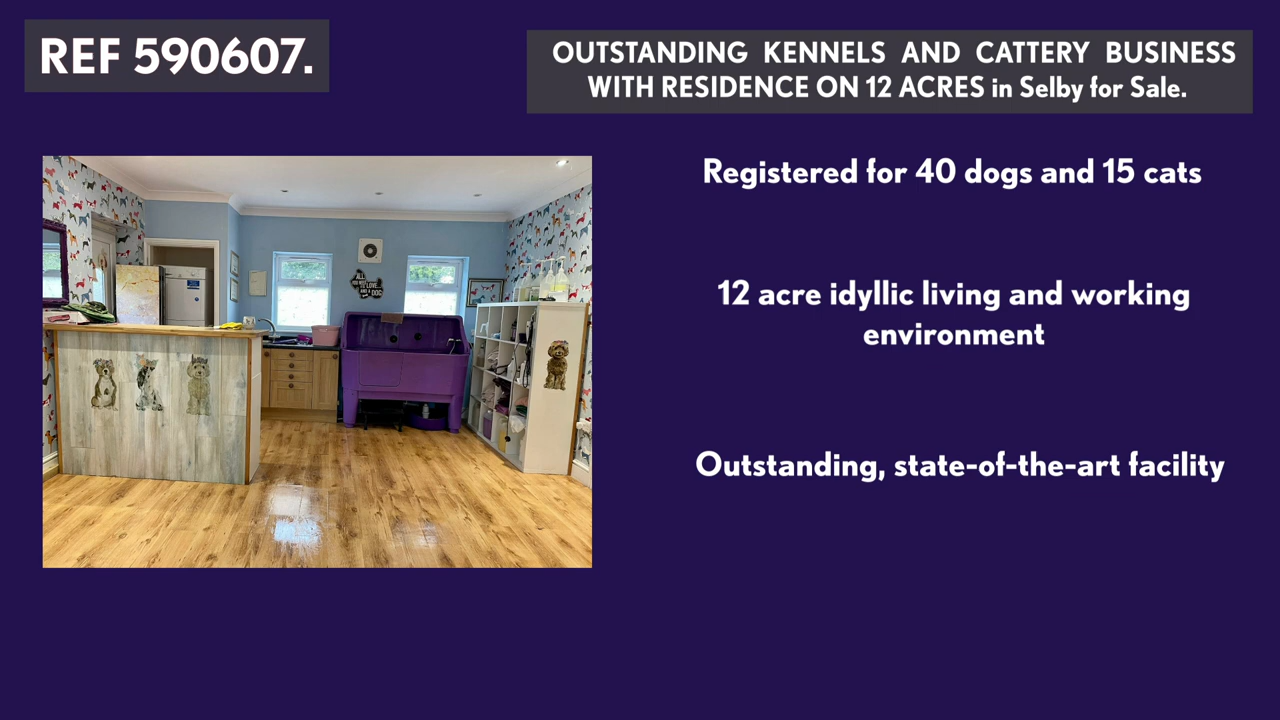 REF 590607.
OUTSTANDING KENNELS AND CATTERY BUSINESS
WITH RESIDENCE ON 12 ACRES in Selby for Sale.
Registered for 40 dogs and 15 cats
12 acre idyllic living and working
environment
Outstanding, state-of-the-art facility